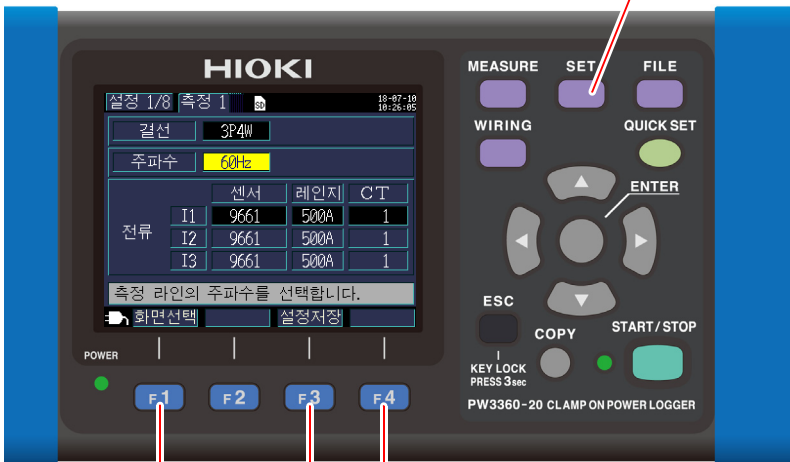 HIOKI
MEASURE SET FILE
설정 1/8 측정 1 SD 18-07-10
10:26:05
결선 3P4W
WIRING QUICK SET
주파수 60Hz
ENTER
센서 레인지 CT
전류 I1 9661 500A 1
I2 9661 500A 1
I3 9661 500A 1
측정 라인의 주파수를 선택합니다.
화면선택 설정저장
ESC
COPY START/STOP
POWER
KEY LOCK
PRESS 3sec
F1 F2 F3 F4
PW3360-20 CLAMP ON POWER LOGGER